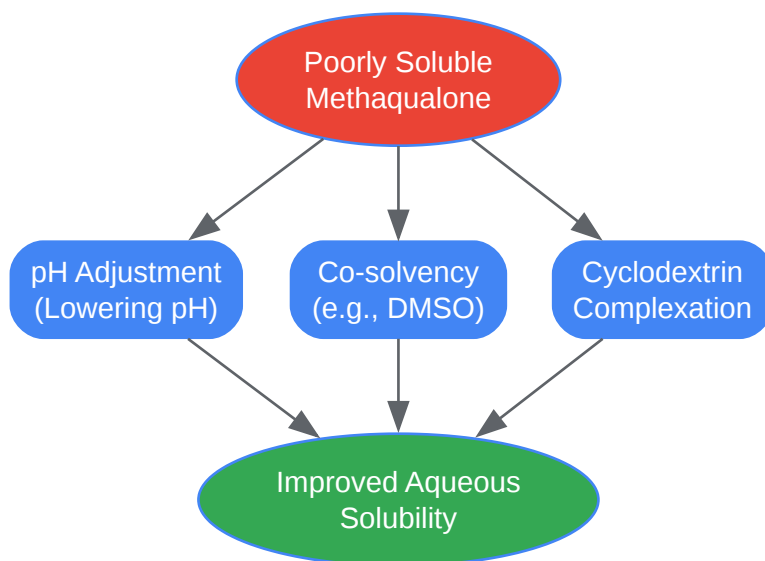 Poorly Soluble
Methaqualone
pH Adjustment
(Lowering pH)
Co-solvency
(e.g., DMSO)
Cyclodextrin
Complexation
Improved Aqueous
Solubility